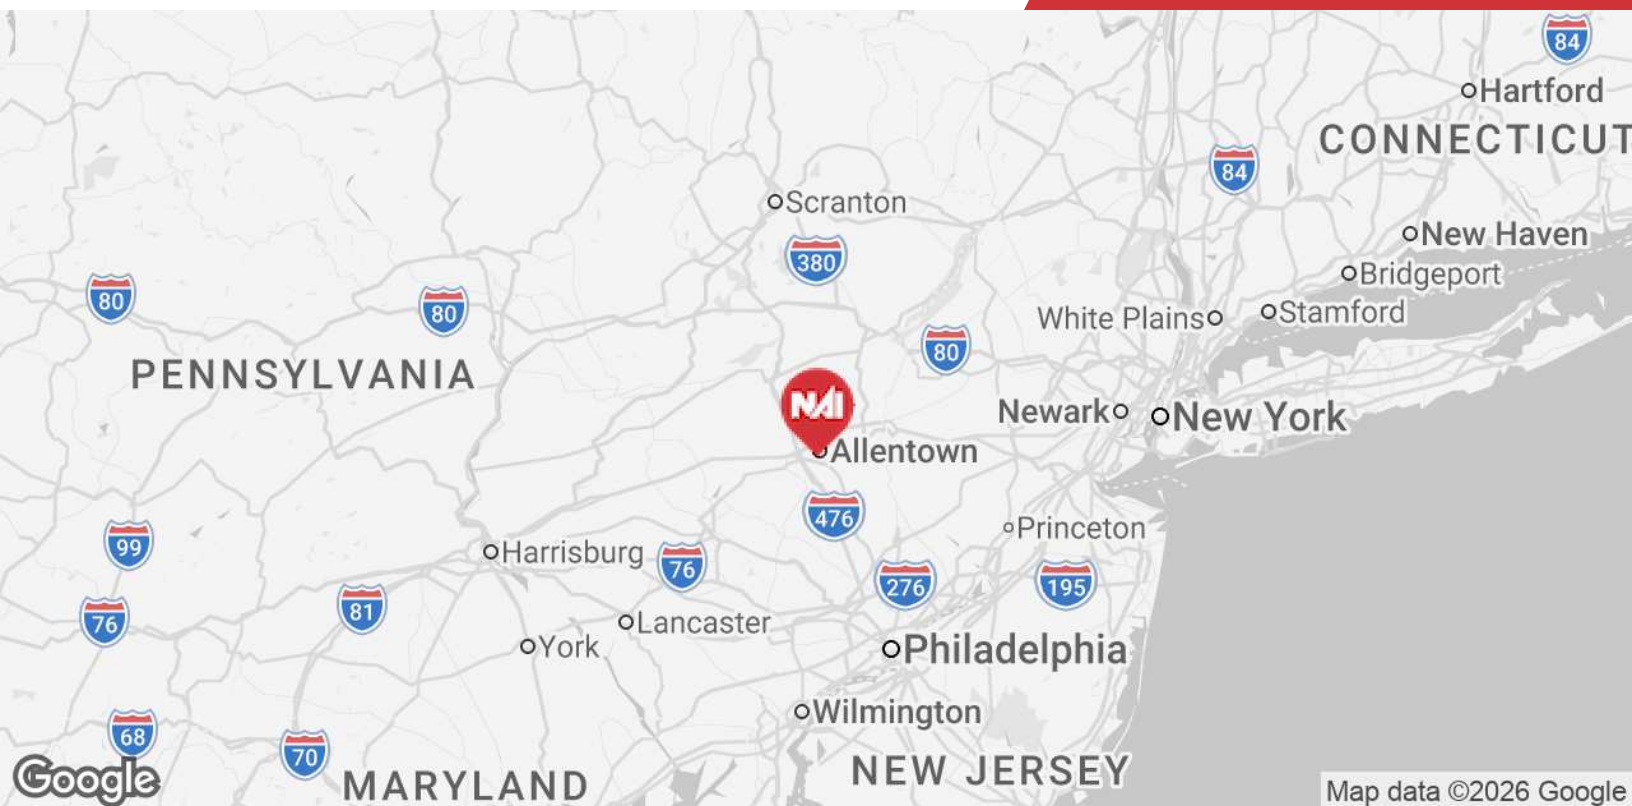 84
Hartford
CONNECTICUT
84
Scranton
New Haven
380
Bridgeport
80
80
White Plains
Stamford
80
PENNSYLVANIA
NAI
Newark
New York
Allentown
476
Princeton
99
Harrisburg
76
276
195
76
81
Lancaster
York
Philadelphia
Wilmington
68
70
NEW JERSEY
Google
MARYLAND
Map data ©2026 Google